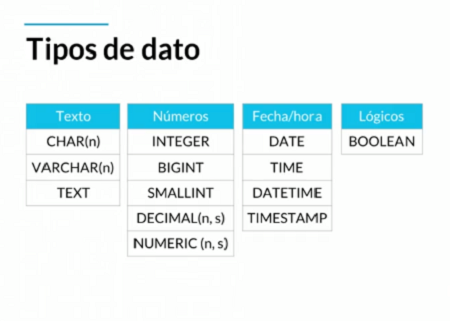 Tipos de dato
Texto Números Fecha/hora Lógicos
CHAR(n) INTEGER DATE BOOLEAN
VARCHAR(n) BIGINT TIME
TEXT SMALLINT DATETIME
DECIMAL(n, s) TIMESTAMP
NUMERIC (n, s)